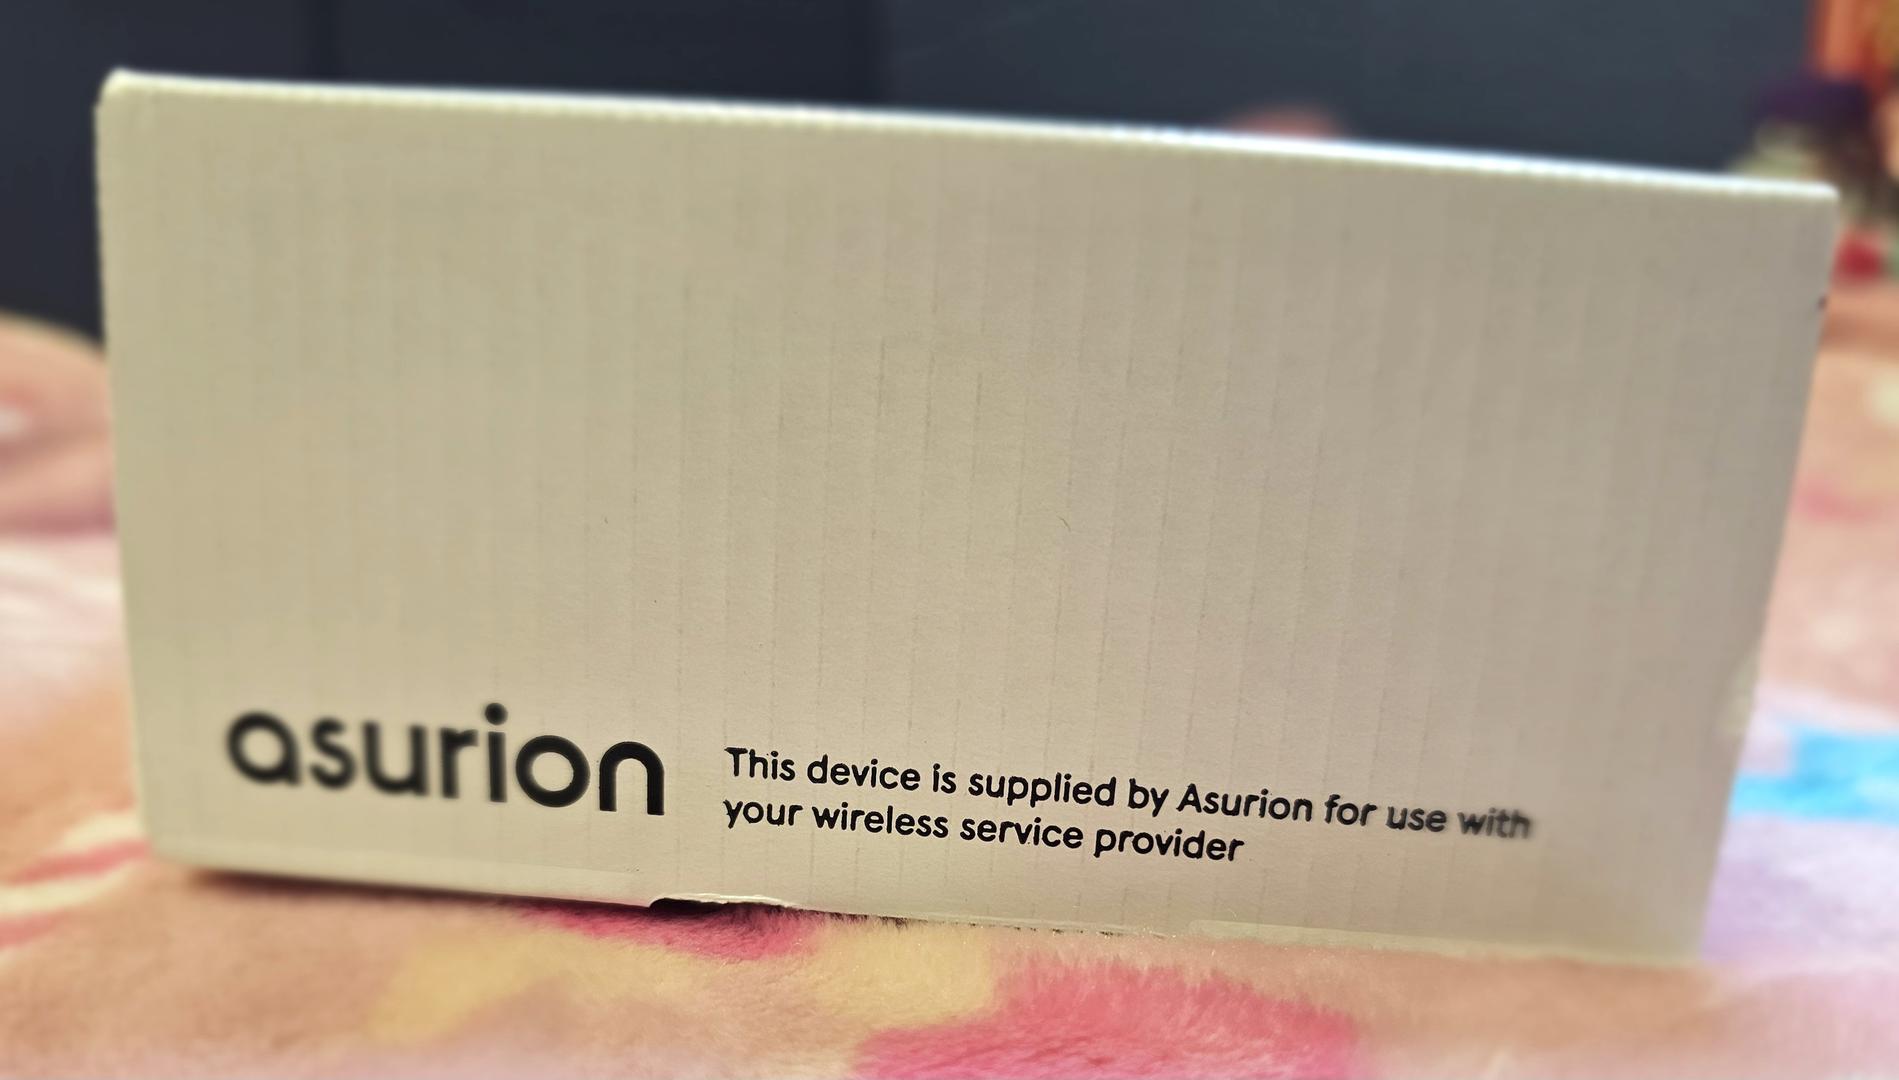 asurion
This device is supplied by Asurion for use with
your wireless service provider